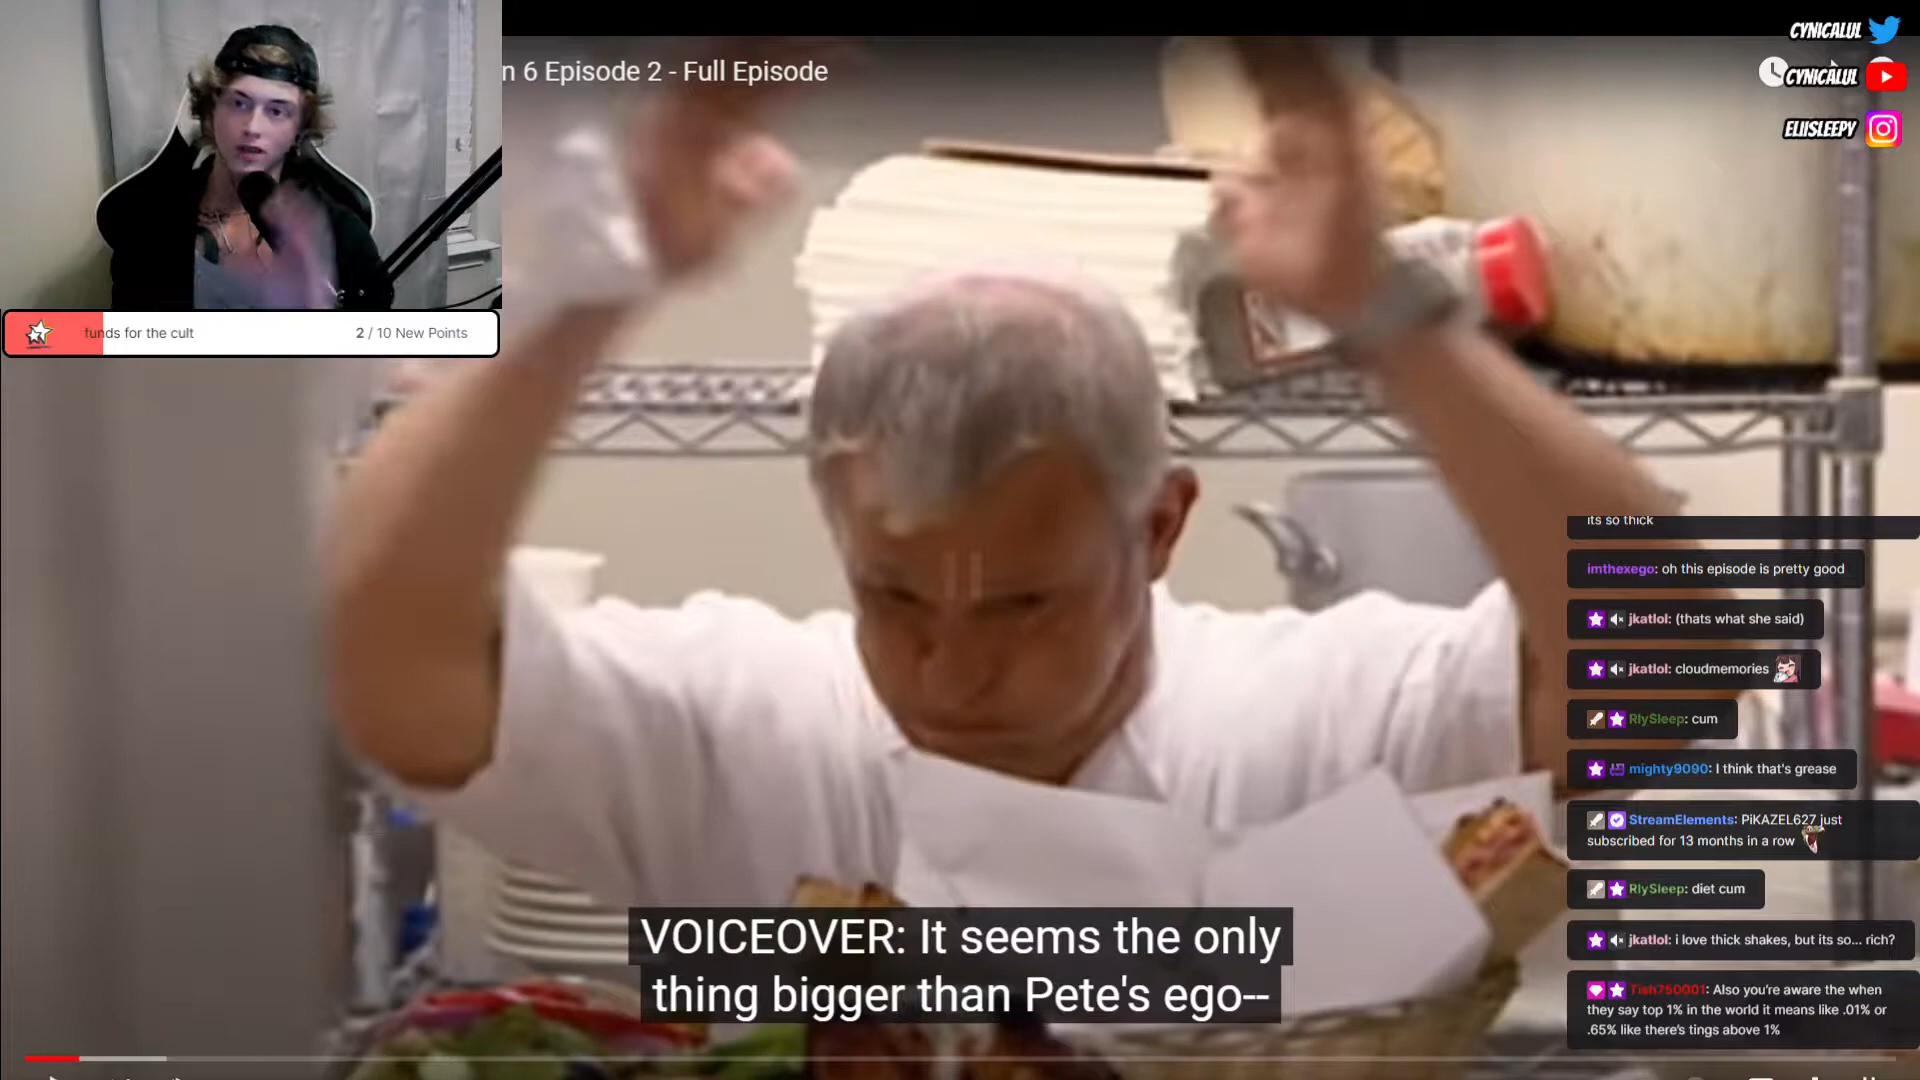 n 6 Episode 2 - Full Episode
CYNICALUL
CYNICALUL
ELIISLEEPY
funds for the cult 2 / 10 New Points
its so thick
imthexego: oh this episode is pretty good
jkatlol: (thats what she said)
jkatlol: cloudmemories
RlySleep: cum
mighty9090: I think that's grease
StreamElements: PiKAZEL627 just
subscribed for 13 months in a row
RlySleep: diet cum
jkatlol: i love thick shakes, but its so... rich?
Tish750001: Also you're aware the when
they say top 1% in the world it means like .01% or
.65% like there's tings above 1%
VOICEOVER: It seems the only
thing bigger than Pete's ego--